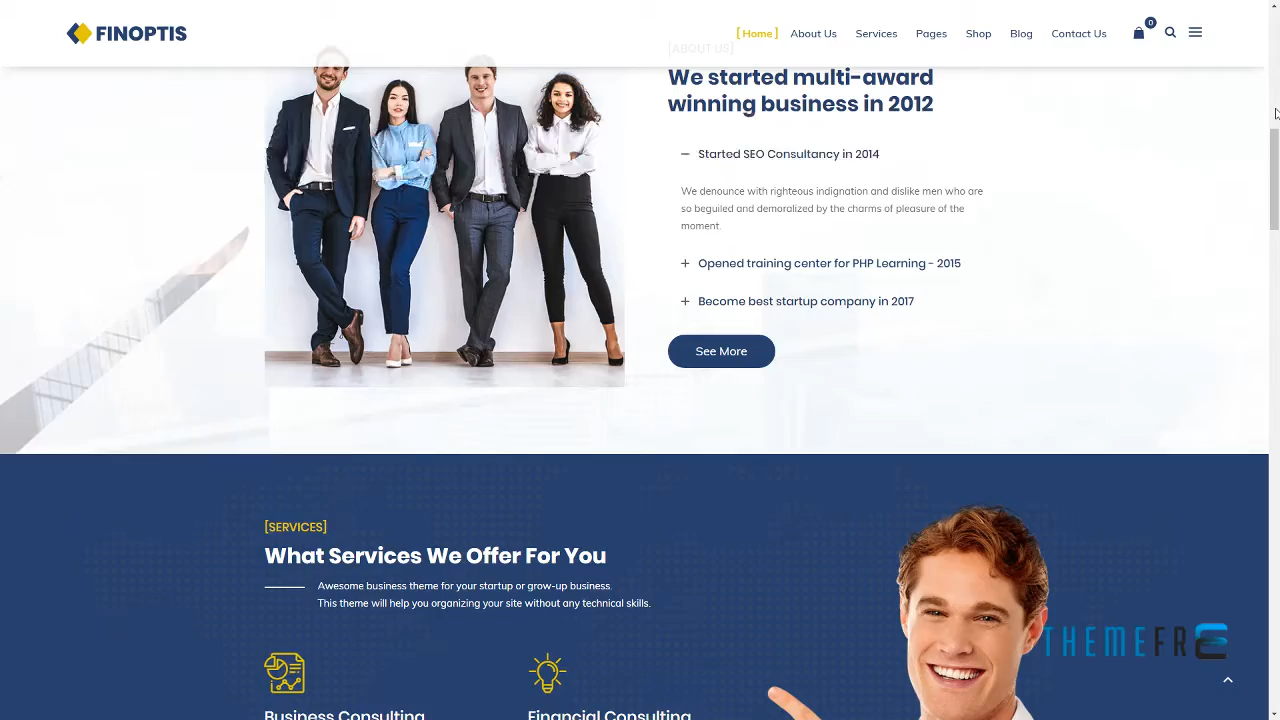 FINOPTIS
[ Home ] About Us Services Pages Shop Blog Contact Us 0
[ABOUT US]
We started multi-award
winning business in 2012
− Started SEO Consultancy in 2014
We denounce with righteous indignation and dislike men who are
so beguiled and demoralized by the charms of pleasure of the
moment.
+ Opened training center for PHP Learning - 2015
+ Become best startup company in 2017
See More
[SERVICES]
What Services We Offer For You
Awesome business theme for your startup or grow-up business.
This theme will help you organizing your site without any technical skills.
THEMEFRE
Business Consulting
Financial Consulting